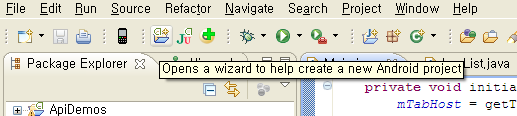 File Edit Run Source Refactor Navigate Search Project Window Help
Package Explorer
Opens a wizard to help create a new Android project
List.java
ApiDemos
private void initia
mTabHost = getT